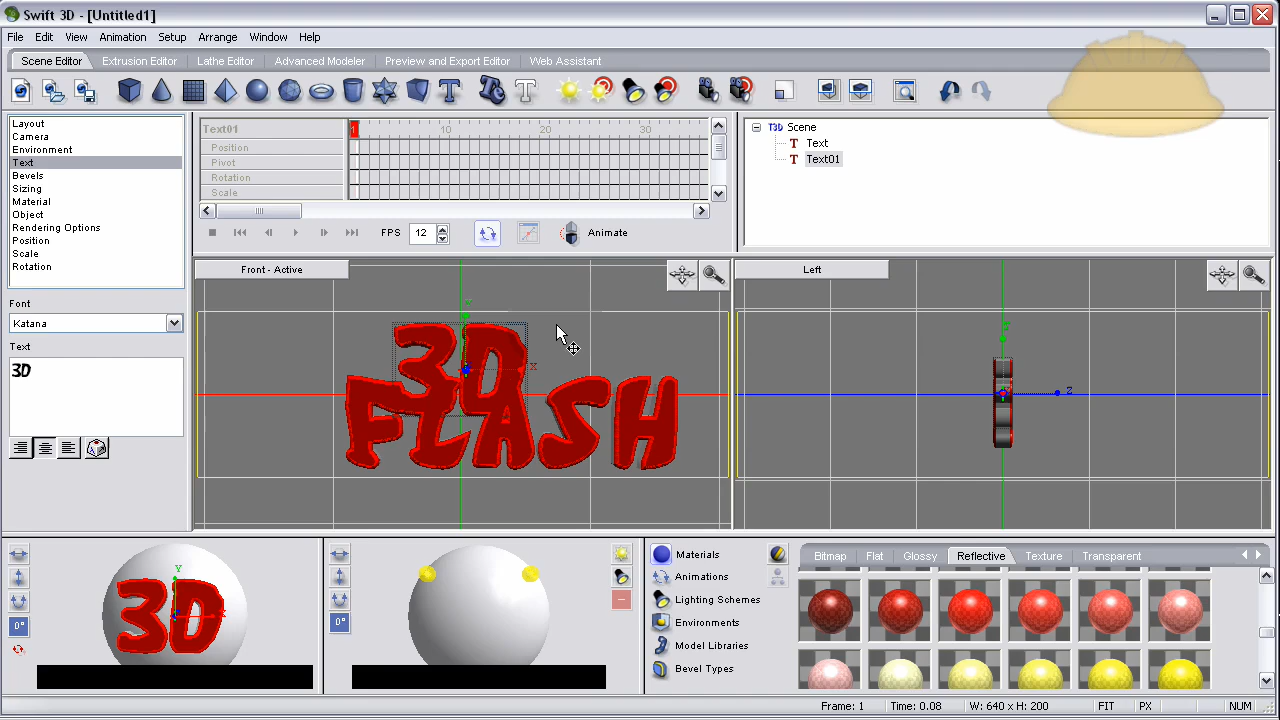 Swift 3D - [Untitled1]
File Edit View Animation Setup Arrange Window Help
Scene Editor Extrusion Editor Lathe Editor Advanced Modeler Preview and Export Editor Web Assistant
Layout
Camera
Environment
Text
Bevels
Sizing
Material
Object
Rendering Options
Position
Scale
Rotation
Font
Katana
Text
3D
Text01 1 10 20 30
Position
Pivot
Rotation
Scale
FPS 12 Animate
T3D Scene
T Text
T Text01
Front - Active
Y
X
3D
FLASH
Left
Y
Z
Y
3D
0°
0°
Materials
Animations
Lighting Schemes
Environments
Model Libraries
Bevel Types
Bitmap Flat Glossy Reflective Texture Transparent
Frame: 1 Time: 0.08 W: 640 x H: 200 FIT PX NUM